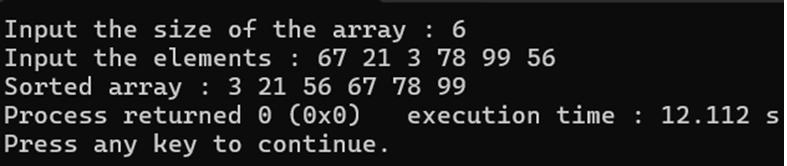 Input the size of the array : 6
Input the elements : 67 21 3 78 99 56
Sorted array : 3 21 56 67 78 99
Process returned 0 (0x0)   execution time : 12.112 s
Press any key to continue.